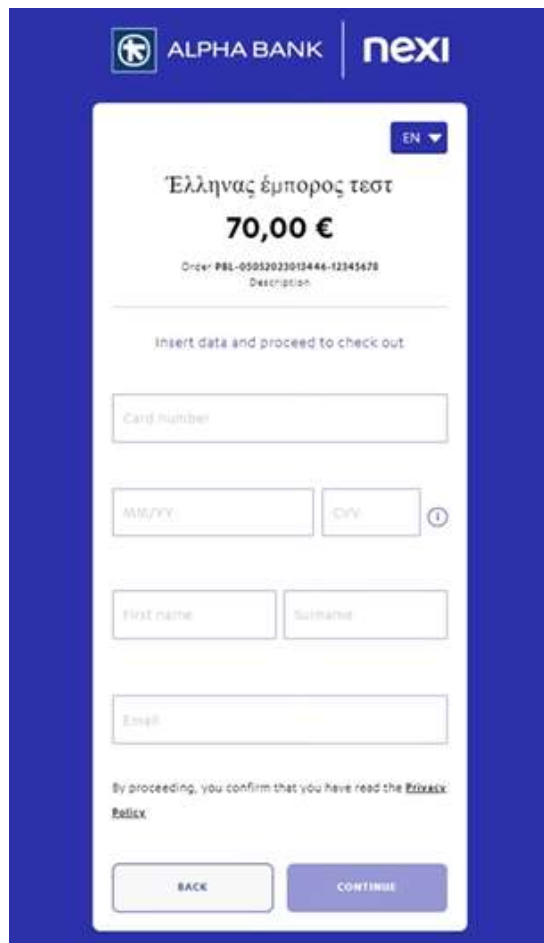 ALPHA BANK nexi
EN
Έλληνας έμπορος τεστ
70,00 €
Order PBL-05052023013446-12345678
Description
Insert data and proceed to check out
Card number
MM/YY CVV
First name Surname
Email
By proceeding, you confirm that you have read the Privacy
Policy
BACK CONTINUE